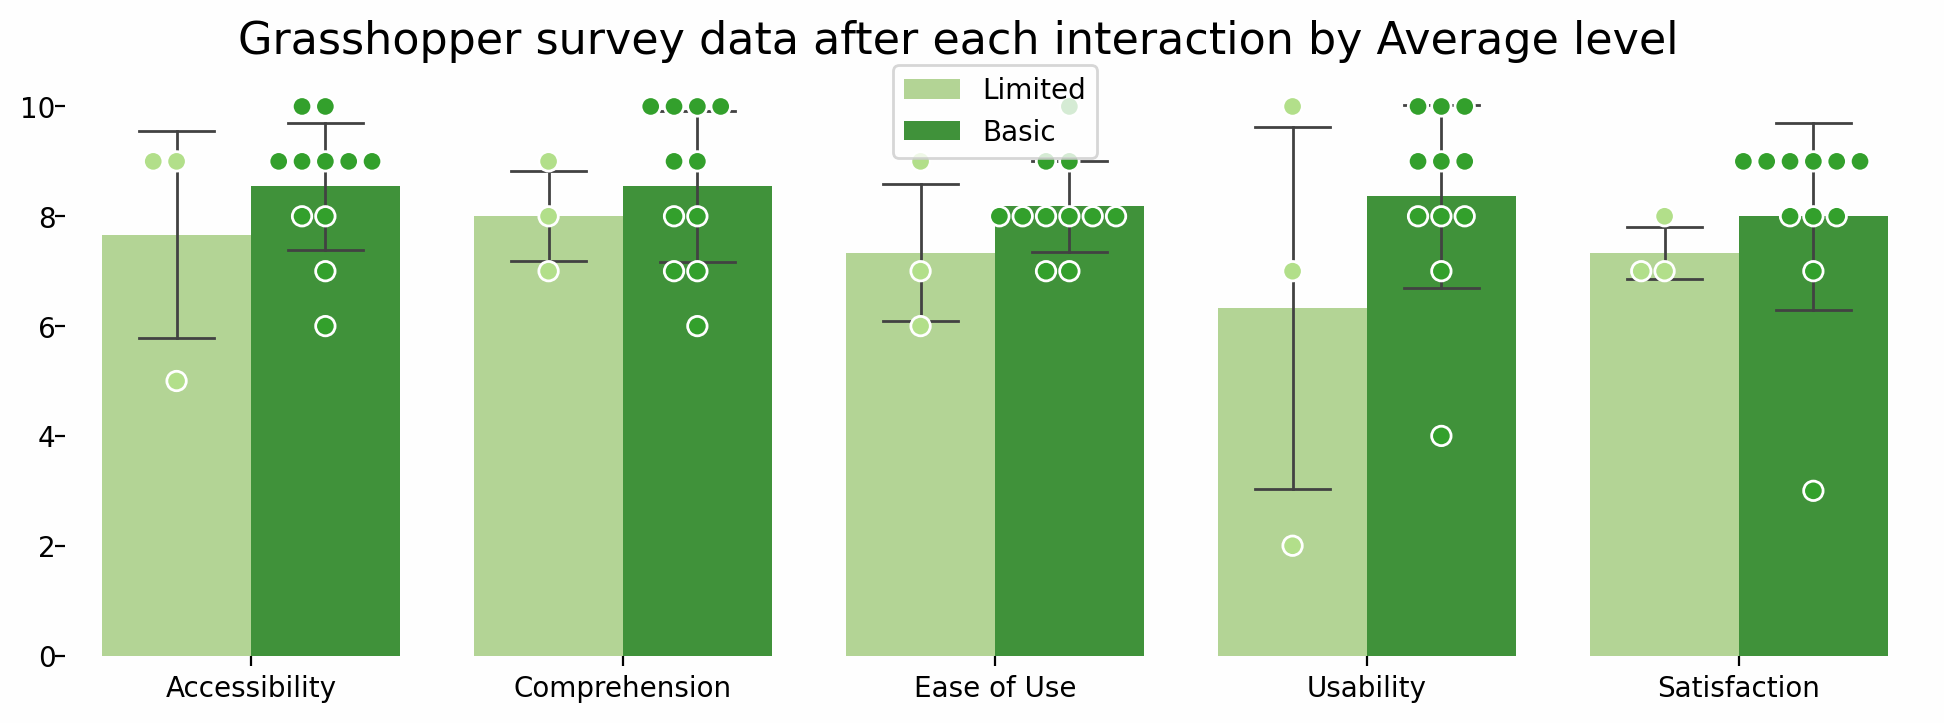 Grasshopper survey data after each interaction by Average level
Limited
Basic
10
8
6
4
2
0
Accessibility
Comprehension
Ease of Use
Usability
Satisfaction